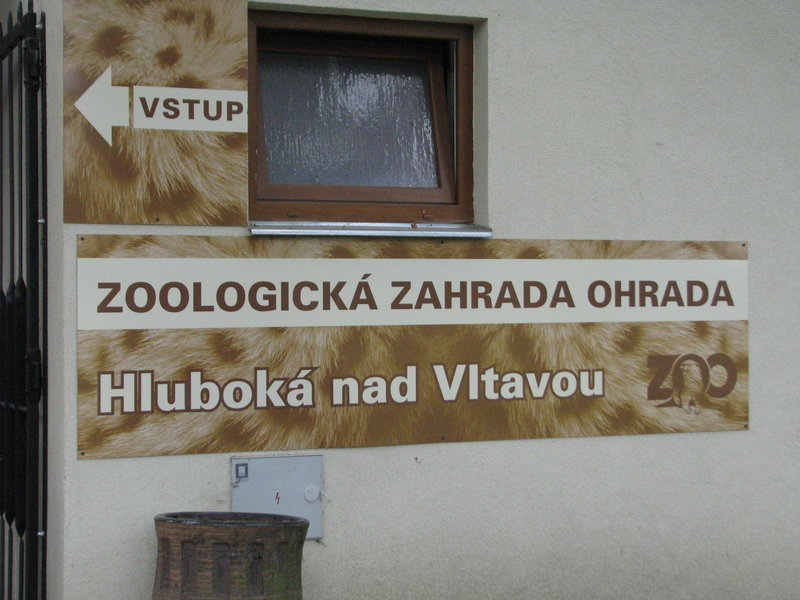 VSTUP
ZOOLOGICKÁ ZAHRADA OHRADA
Hluboká nad Vltavou
ZOO